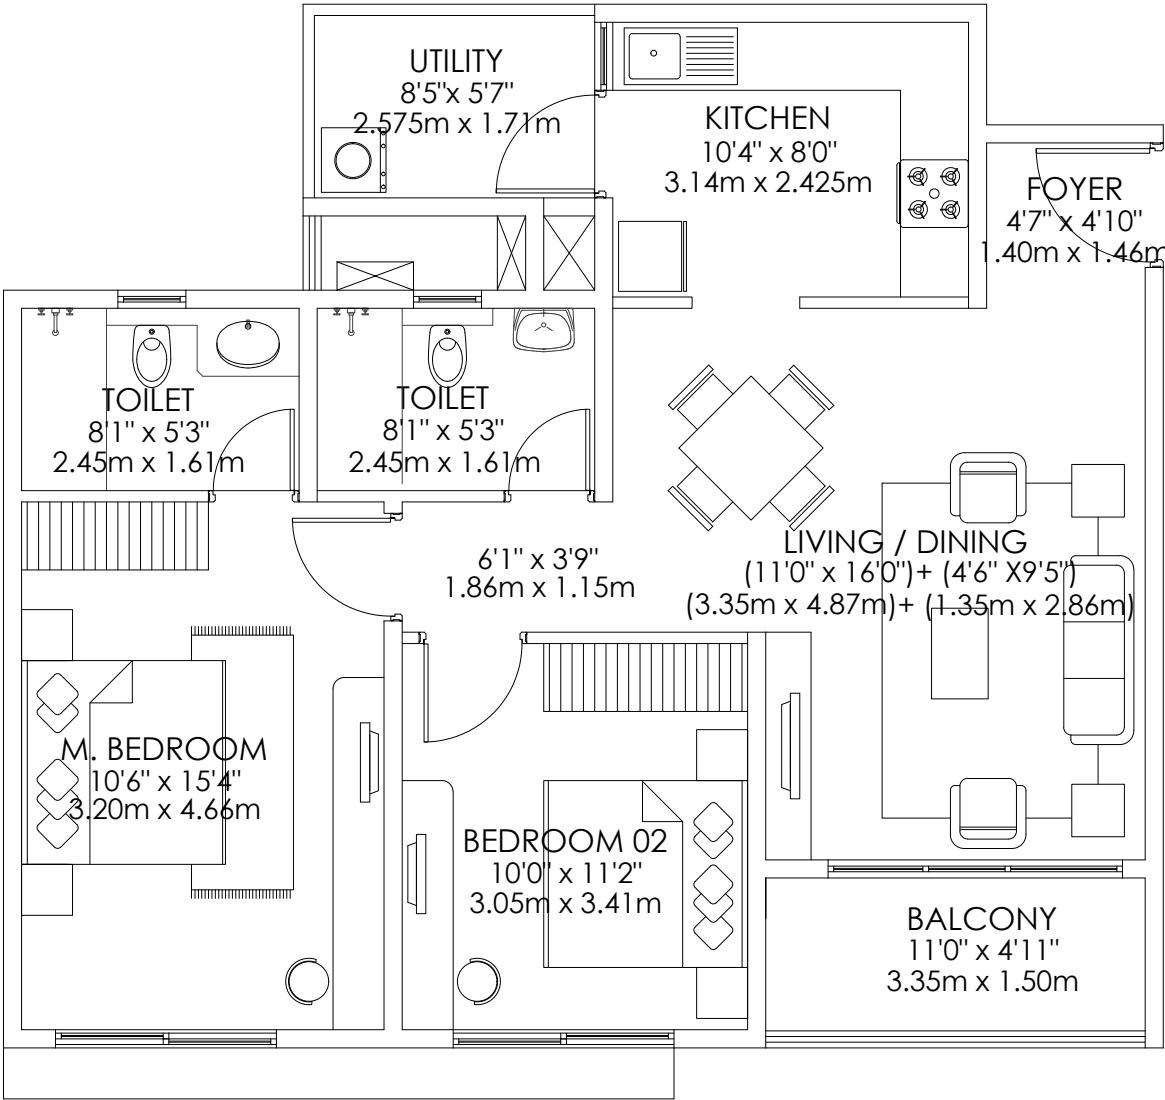 UTILITY
8'5"x 5'7"
2.575m x 1.71m
KITCHEN
10'4" x 8'0"
3.14m x 2.425m
FOYER
4'7" x 4'10"
1.40m x 1.46m
TOILET
8'1" x 5'3"
2.45m x 1.61m
TOILET
8'1" x 5'3"
2.45m x 1.61m
6'1" x 3'9"
1.86m x 1.15m
LIVING / DINING
(11'0" x 16'0")+ (4'6" X9'5")
(3.35m x 4.87m)+ (1.35m x 2.86m)
M. BEDROOM
10'6" x 15'4"
3.20m x 4.66m
BEDROOM 02
10'0" x 11'2"
3.05m x 3.41m
BALCONY
11'0" x 4'11"
3.35m x 1.50m